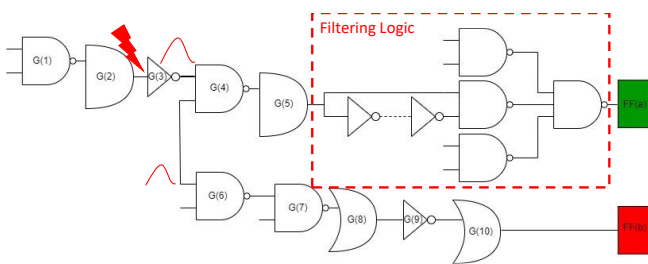 Filtering Logic
G(1)
G(2)
G(3)
G(4)
G(5)
FF(a)
G(6)
G(7)
G(8)
G(9)
G(10)
FF(b)